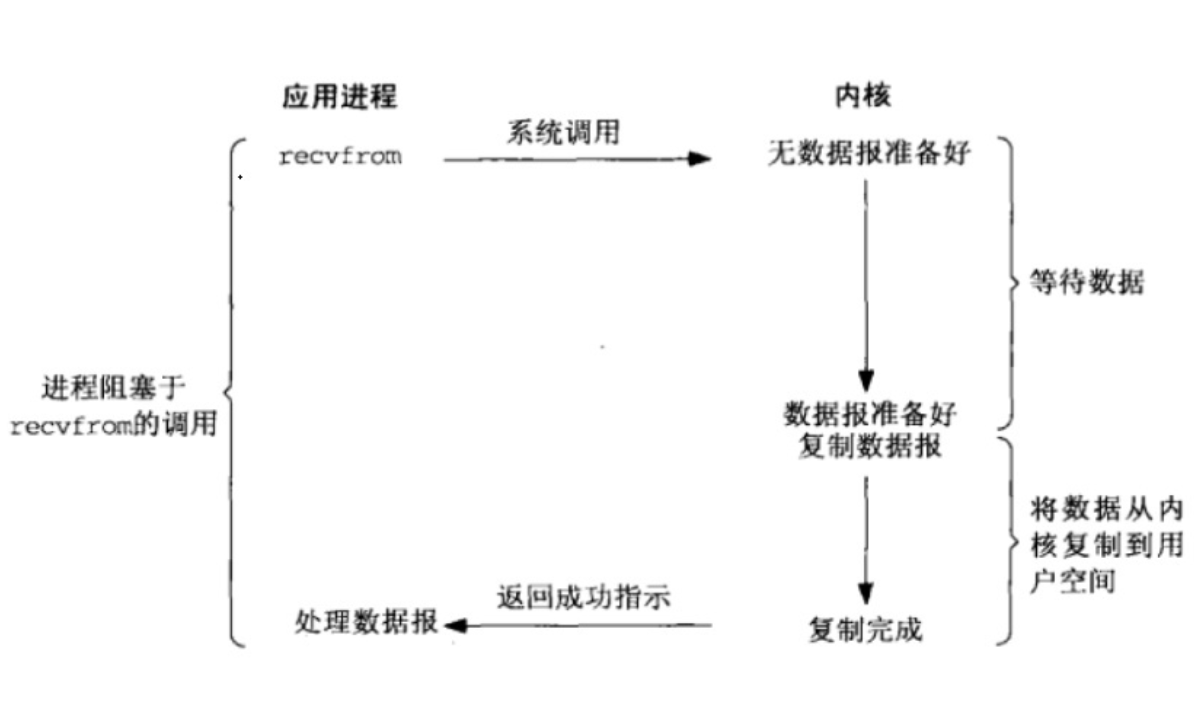 应用进程
内核
系统调用
recvfrom
无数据报准备好
等待数据
进程阻塞于
recvfrom的调用
数据报准备好
复制数据报
将数据从内
核复制到用
户空间
返回成功指示
处理数据报
复制完成